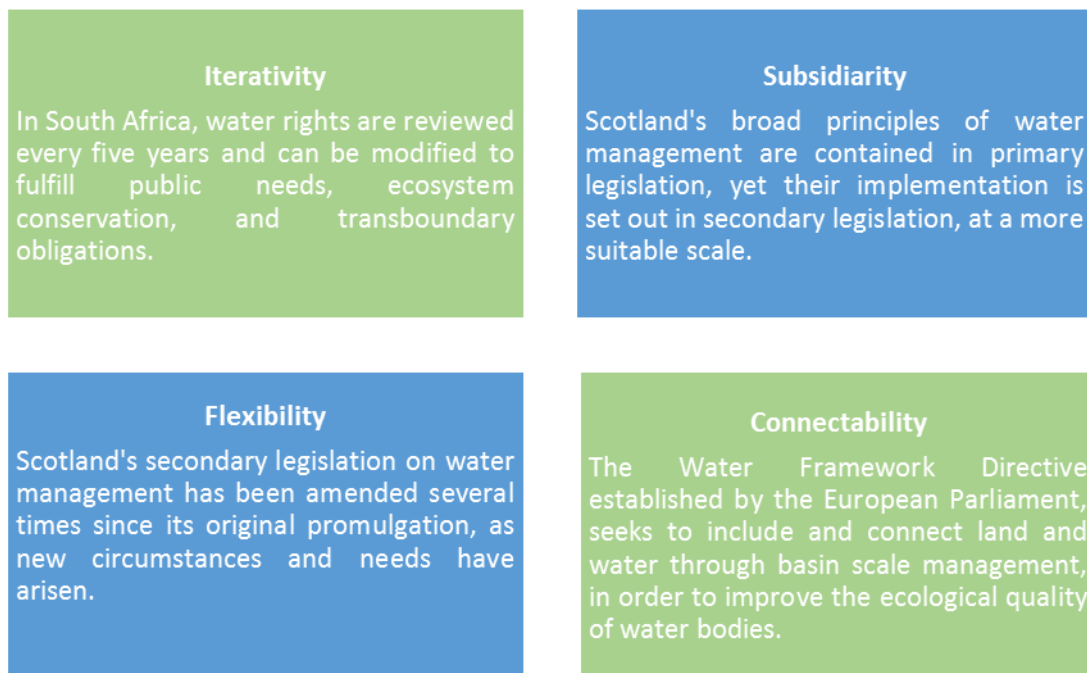 Iterativity
In South Africa, water rights are reviewed
every five years and can be modified to
fulfill public needs, ecosystem
conservation, and transboundary
obligations.
Subsidiarity
Scotland's broad principles of water
management are contained in primary
legislation, yet their implementation is
set out in secondary legislation, at a more
suitable scale.
Flexibility
Scotland's secondary legislation on water
management has been amended several
times since its original promulgation, as
new circumstances and needs have
arisen.
Connectability
The Water Framework Directive
established by the European Parliament,
seeks to include and connect land and
water through basin scale management,
in order to improve the ecological quality
of water bodies.